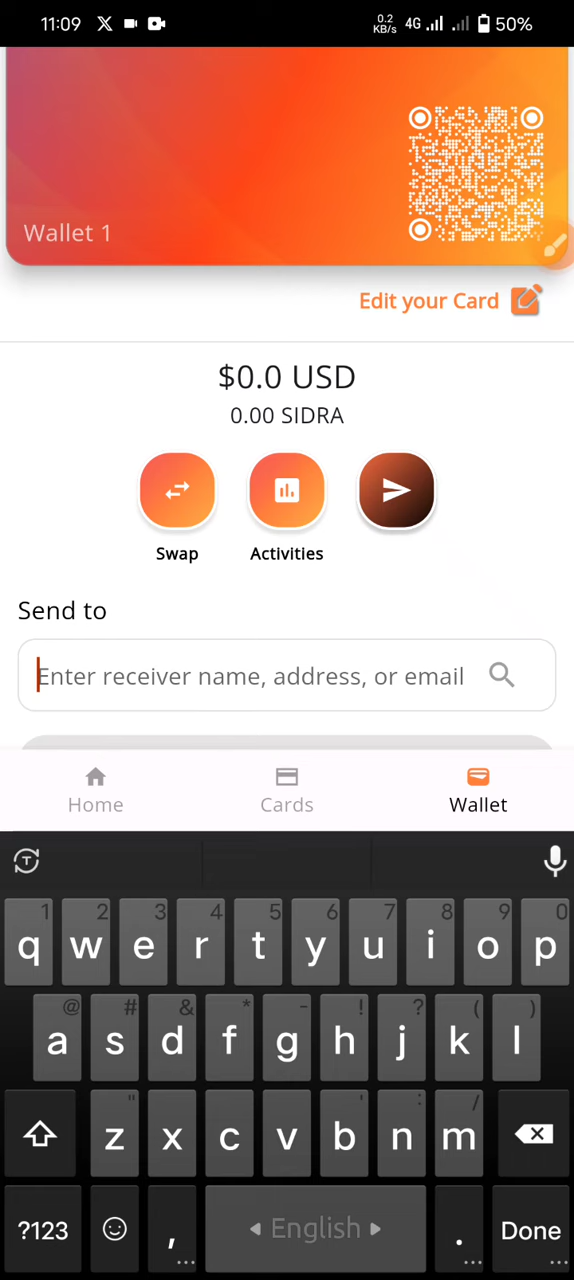 11:09 0.2 KB/s 4G 50%
Wallet 1
Edit your Card
$0.0 USD
0.00 SIDRA
Swap Activities
Send to
Enter receiver name, address, or email
Home Cards Wallet
T
1 2 3 4 5 6 7 8 9 0
q w e r t y u i o p
@ # & * - ! ? ( )
a s d f g h j k l
" ' : /
z x c v b n m
?123 , English . Done